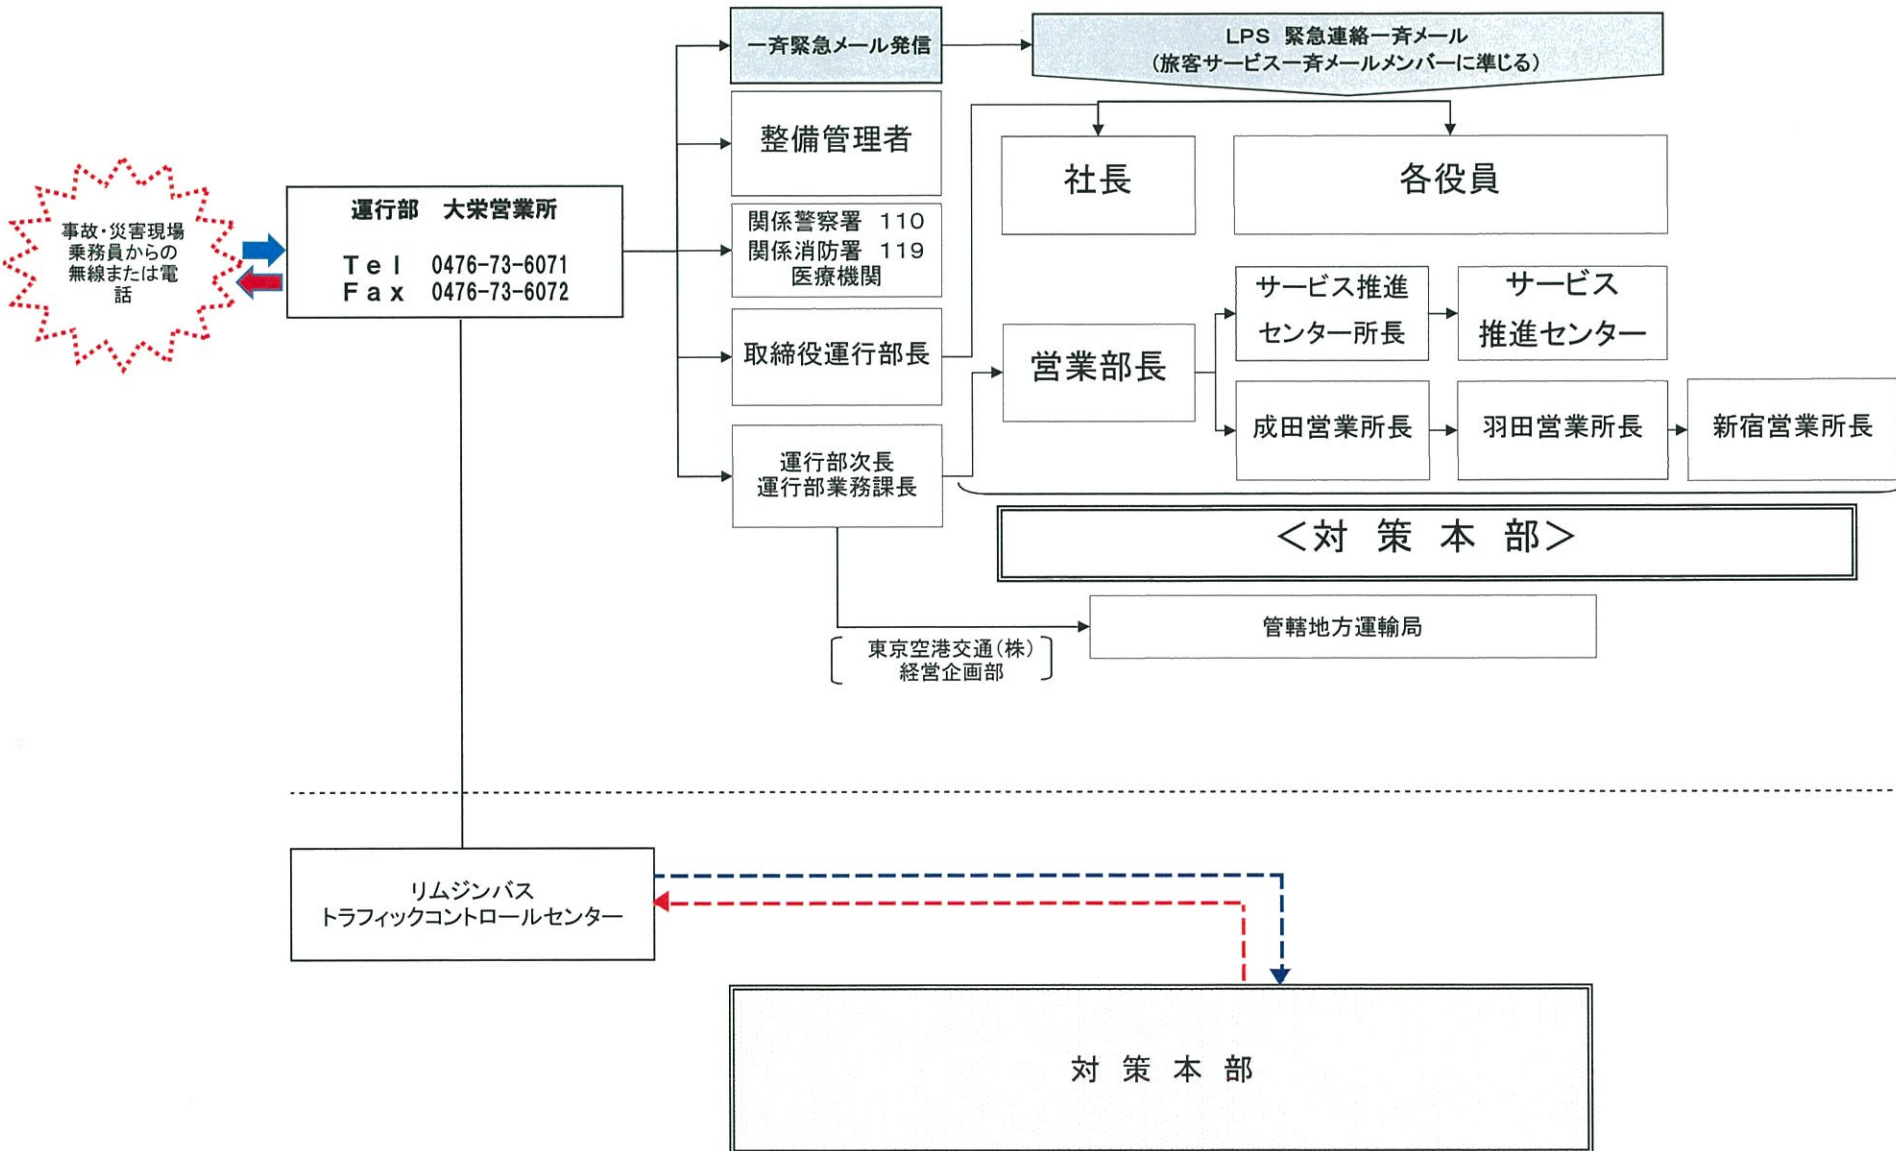 一斉緊急メール発信
LPS 緊急連絡一斉メール
(旅客サービス一斉メールメンバーに準じる)
整備管理者
社長
各役員
事故・災害現場
乗務員からの
無線または電
話
運行部 大栄営業所
Tel 0476-73-6071
Fax 0476-73-6072
関係警察署 110
関係消防署 119
医療機関
サービス推進
センター所長
サービス
推進センター
取締役運行部長
営業部長
成田営業所長
羽田営業所長
新宿営業所長
運行部次長
運行部業務課長
<対 策 本 部>
管轄地方運輸局
東京空港交通(株)
経営企画部
リムジンバス
トラフィックコントロールセンター
対 策 本 部